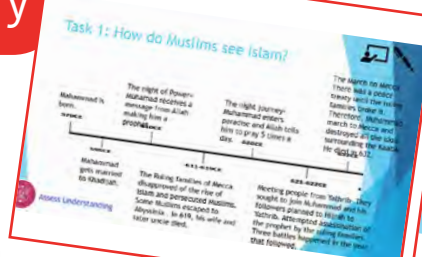 y
Task 1: How do Muslims see Islam?
Muhammad is
born.
The night of Power-
Muhamad receives a
message from Allah
making him a
prophet.
The night journey-
Muhammad enters
paradise and Allah tells
him to pray 5 times a
day.
The march on Mecca
There was a peace
treaty until the
families broke it.
Therefore, Muhammad
march to Mecca and
destroyed all the idols
surrounding the Kaaba.
He died in 632.
Muhammad
gets married
to Khadijah.
The Ruling families of Mecca
disapproved of the rise of
Islam and persecuted Muslims.
Some Muslims escaped to
Abyssinia. In 619, his wife and
later uncle died.
Meeting people from Yathrib. They
sought to join Muhammed and his
followers planned to Hijrah to
Yathrib. Attempted assassination of
the prophet by the ruling families.
Three battles happened in the year
that followed.
Assess Understanding